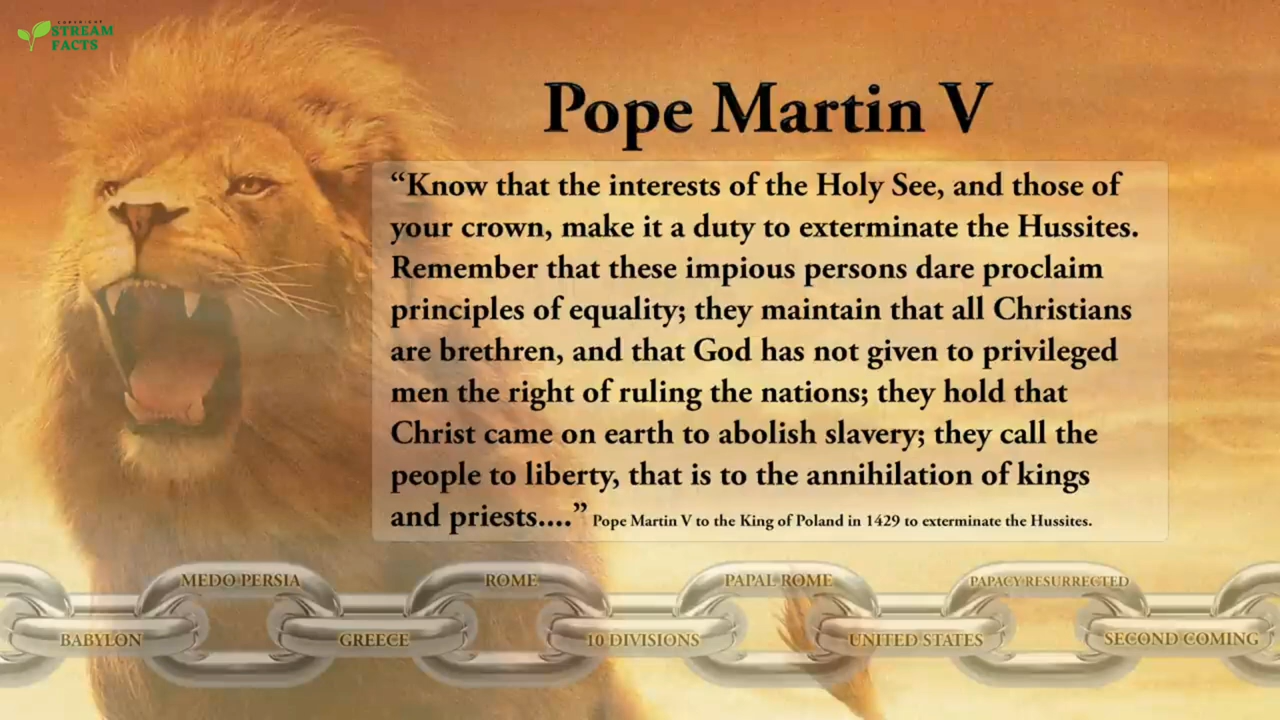 STREAM
FACTS
Pope Martin V
“Know that the interests of the Holy See, and those of
your crown, make it a duty to exterminate the Hussites.
Remember that these impious persons dare proclaim
principles of equality; they maintain that all Christians
are brethren, and that God has not given to privileged
men the right of ruling the nations; they hold that
Christ came on earth to abolish slavery; they call the
people to liberty, that is to the annihilation of kings
and priests....” Pope Martin V to the King of Poland in 1429 to exterminate the Hussites.
MEDO PERSIA ROME PAPAL ROME PAPACY RESURRECTED
BABYLON GREECE 10 DIVISIONS UNITED STATES SECOND COMING